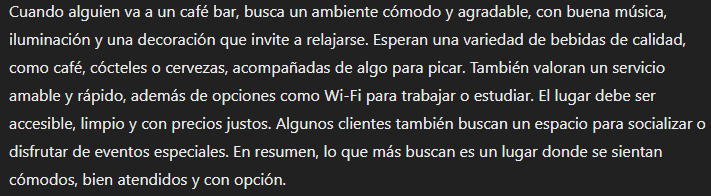 Cuando alguien va a un café bar, busca un ambiente cómodo y agradable, con buena música,
iluminación y una decoración que invite a relajarse. Esperan una variedad de bebidas de calidad,
como café, cócteles o cervezas, acompañadas de algo para picar. También valoran un servicio
amable y rápido, además de opciones como Wi-Fi para trabajar o estudiar. El lugar debe ser
accesible, limpio y con precios justos. Algunos clientes también buscan un espacio para socializar o
disfrutar de eventos especiales. En resumen, lo que más buscan es un lugar donde se sientan
cómodos, bien atendidos y con opción.